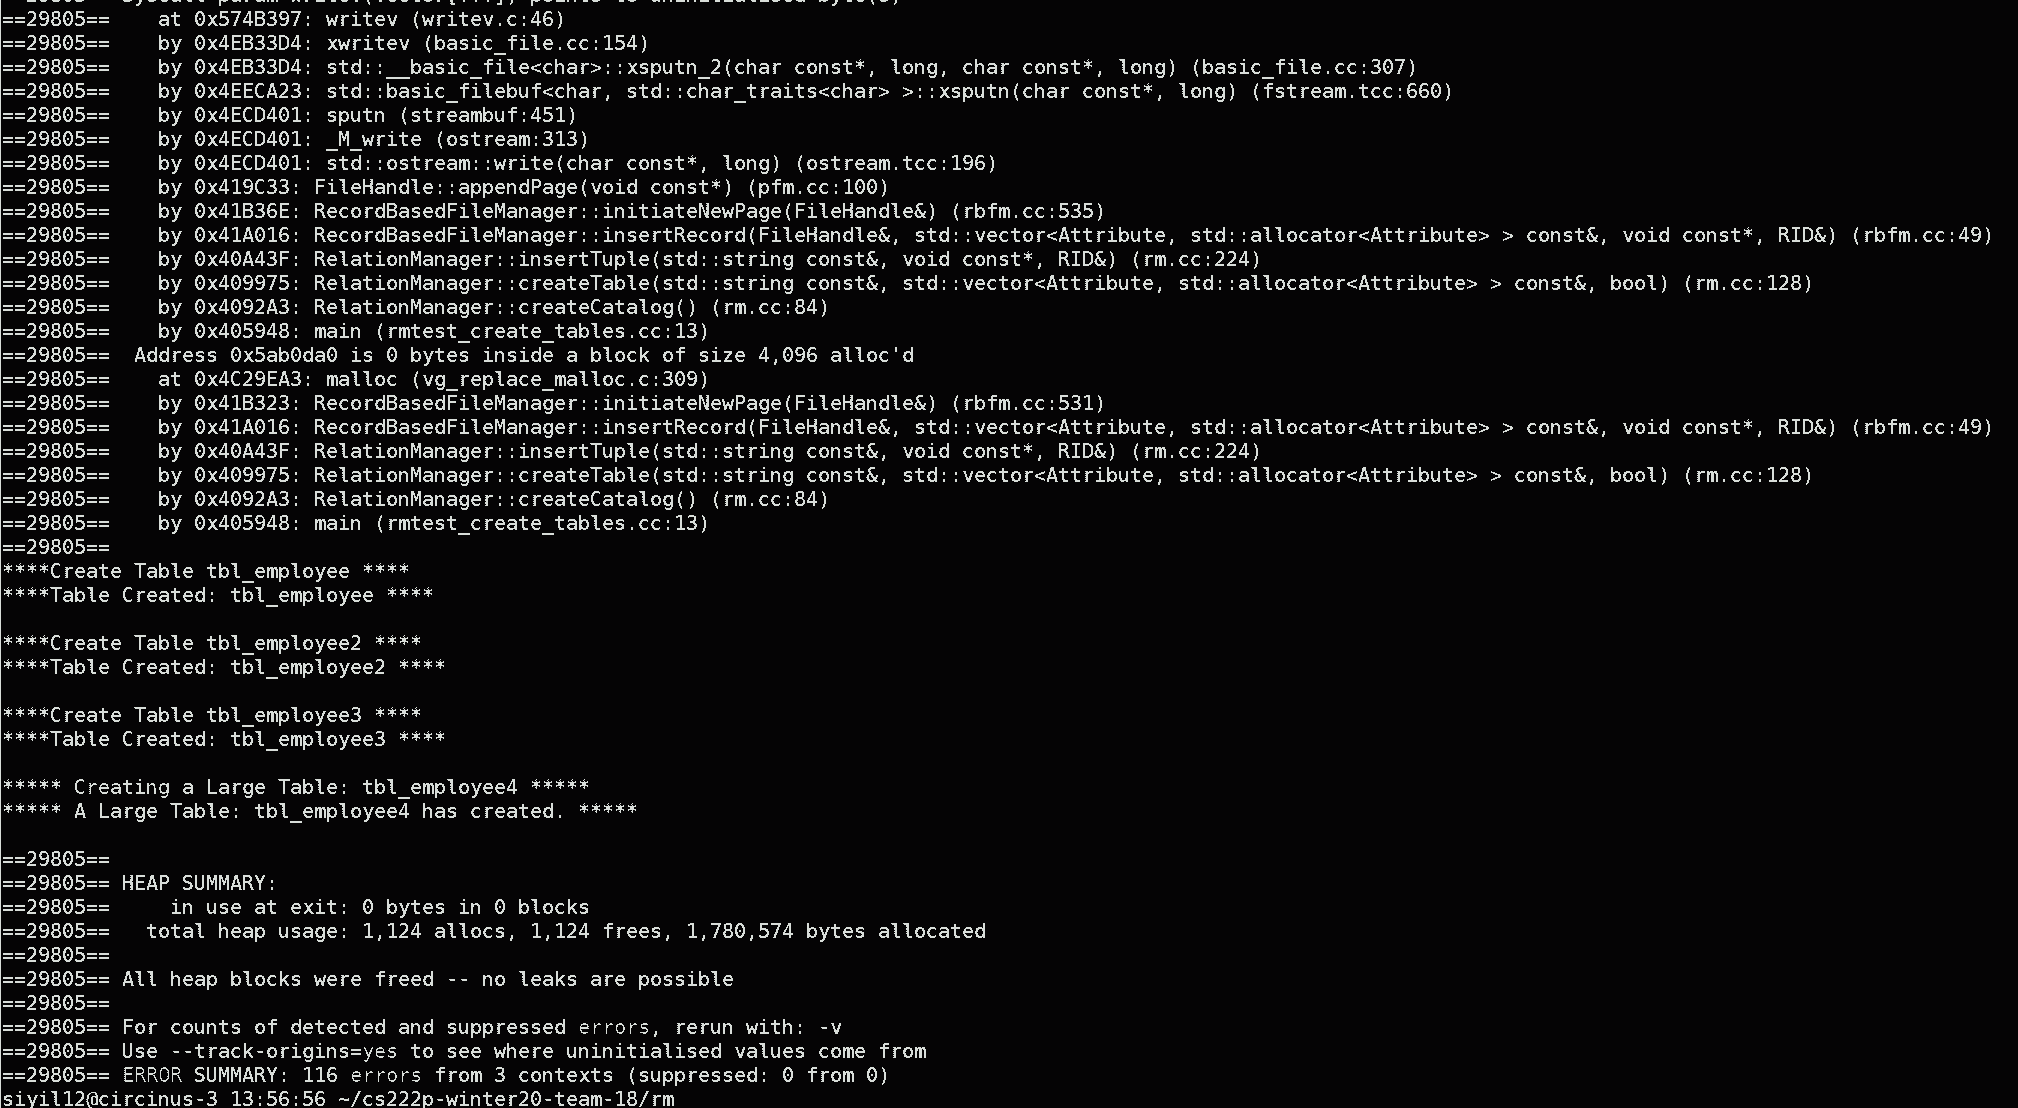 ==29805==    at 0x574B397: writev (writev.c:46)
==29805==    by 0x4EB33D4: xwritev (basic_file.cc:154)
==29805==    by 0x4EB33D4: std::__basic_file<char>::xsputn_2(char const*, long, char const*, long) (basic_file.cc:307)
==29805==    by 0x4EECA23: std::basic_filebuf<char, std::char_traits<char> >::xsputn(char const*, long) (fstream.tcc:660)
==29805==    by 0x4ECD401: sputn (streambuf:451)
==29805==    by 0x4ECD401: _M_write (ostream:313)
==29805==    by 0x4ECD401: std::ostream::write(char const*, long) (ostream.tcc:196)
==29805==    by 0x419C33: FileHandle::appendPage(void const*) (pfm.cc:100)
==29805==    by 0x41B36E: RecordBasedFileManager::initiateNewPage(FileHandle&) (rbfm.cc:535)
==29805==    by 0x41A016: RecordBasedFileManager::insertRecord(FileHandle&, std::vector<Attribute, std::allocator<Attribute> > const&, void const*, RID&) (rbfm.cc:49)
==29805==    by 0x40A43F: RelationManager::insertTuple(std::string const&, void const*, RID&) (rm.cc:224)
==29805==    by 0x409975: RelationManager::createTable(std::string const&, std::vector<Attribute, std::allocator<Attribute> > const&, bool) (rm.cc:128)
==29805==    by 0x4092A3: RelationManager::createCatalog() (rm.cc:84)
==29805==    by 0x405948: main (rmtest_create_tables.cc:13)
==29805==  Address 0x5ab0da0 is 0 bytes inside a block of size 4,096 alloc'd
==29805==    at 0x4C29EA3: malloc (vg_replace_malloc.c:309)
==29805==    by 0x41B323: RecordBasedFileManager::initiateNewPage(FileHandle&) (rbfm.cc:531)
==29805==    by 0x41A016: RecordBasedFileManager::insertRecord(FileHandle&, std::vector<Attribute, std::allocator<Attribute> > const&, void const*, RID&) (rbfm.cc:49)
==29805==    by 0x40A43F: RelationManager::insertTuple(std::string const&, void const*, RID&) (rm.cc:224)
==29805==    by 0x409975: RelationManager::createTable(std::string const&, std::vector<Attribute, std::allocator<Attribute> > const&, bool) (rm.cc:128)
==29805==    by 0x4092A3: RelationManager::createCatalog() (rm.cc:84)
==29805==    by 0x405948: main (rmtest_create_tables.cc:13)
==29805==
****Create Table tbl_employee ****
****Table Created: tbl_employee ****
****Create Table tbl_employee2 ****
****Table Created: tbl_employee2 ****
****Create Table tbl_employee3 ****
****Table Created: tbl_employee3 ****
***** Creating a Large Table: tbl_employee4 *****
***** A Large Table: tbl_employee4 has created. *****
==29805==
==29805== HEAP SUMMARY:
==29805==     in use at exit: 0 bytes in 0 blocks
==29805==   total heap usage: 1,124 allocs, 1,124 frees, 1,780,574 bytes allocated
==29805==
==29805== All heap blocks were freed -- no leaks are possible
==29805==
==29805== For counts of detected and suppressed errors, rerun with: -v
==29805== Use --track-origins=yes to see where uninitialised values come from
==29805== ERROR SUMMARY: 116 errors from 3 contexts (suppressed: 0 from 0)
siyil12@circinus-3 13:56:56 ~/cs222p-winter20-team-18/rm